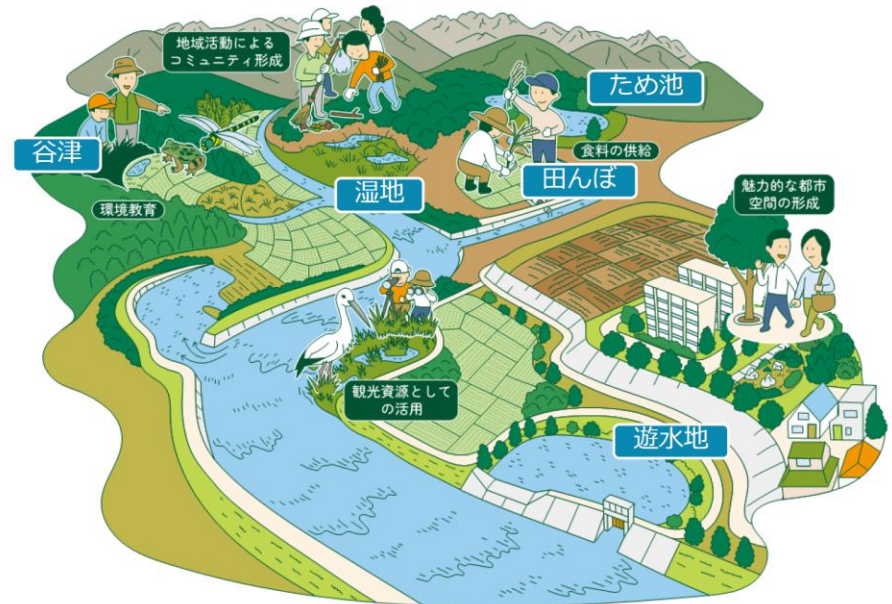 地域活動による
コミュニティ形成
ため池
谷津
食料の供給
田んぼ
湿地
魅力的な都市
空間の形成
環境教育
観光資源として
の活用
遊水地